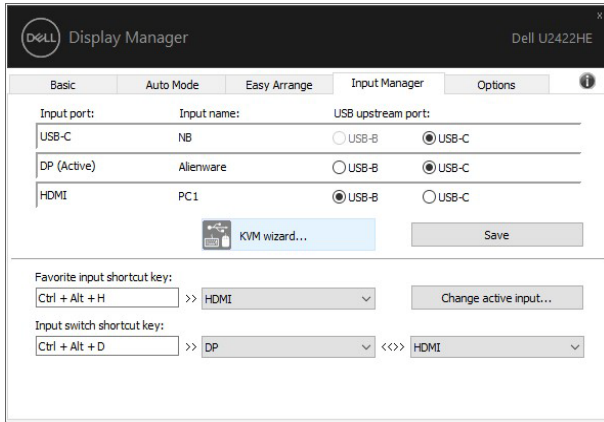 x
DELL Display Manager Dell U2422HE
Basic Auto Mode Easy Arrange Input Manager Options i
Input port: Input name: USB upstream port:
USB-C NB USB-B USB-C
DP (Active) Alienware USB-B USB-C
HDMI PC1 USB-B USB-C
KVM wizard... Save
Favorite input shortcut key:
Ctrl + Alt + H >> HDMI Change active input...
Input switch shortcut key:
Ctrl + Alt + D >> DP <<>> HDMI